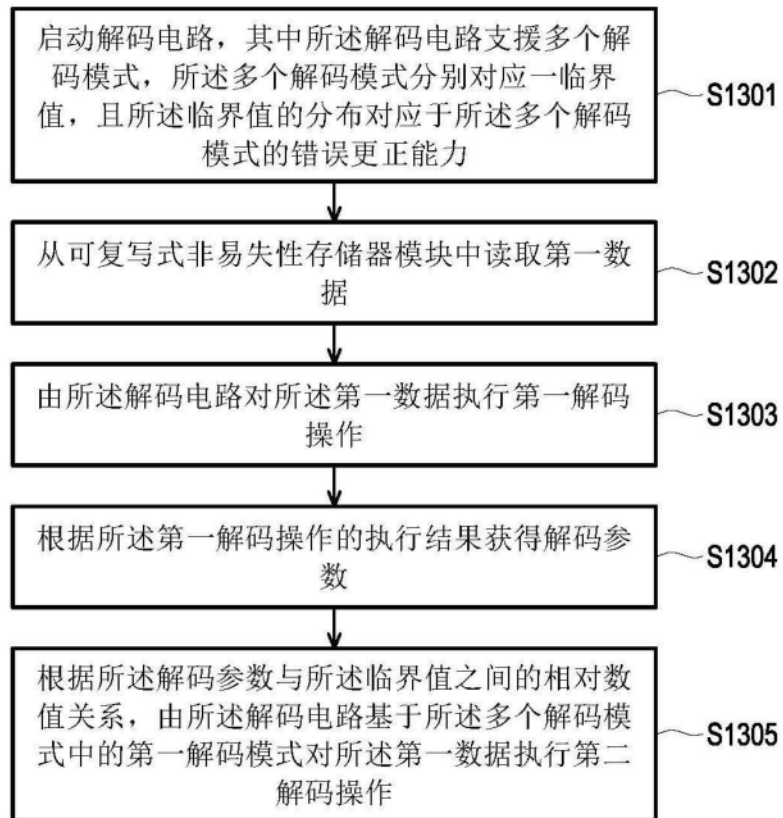 启动解码电路，其中所述解码电路支援多个解
码模式，所述多个解码模式分别对应一临界
值，且所述临界值的分布对应于所述多个解码
模式的错误更正能力
S1301
从可复写式非易失性存储器模块中读取第一数
据
S1302
由所述解码电路对所述第一数据执行第一解码
操作
S1303
根据所述第一解码操作的执行结果获得解码参
数
S1304
根据所述解码参数与所述临界值之间的相对数
值关系，由所述解码电路基于所述多个解码模
式中的第一解码模式对所述第一数据执行第二
解码操作
S1305